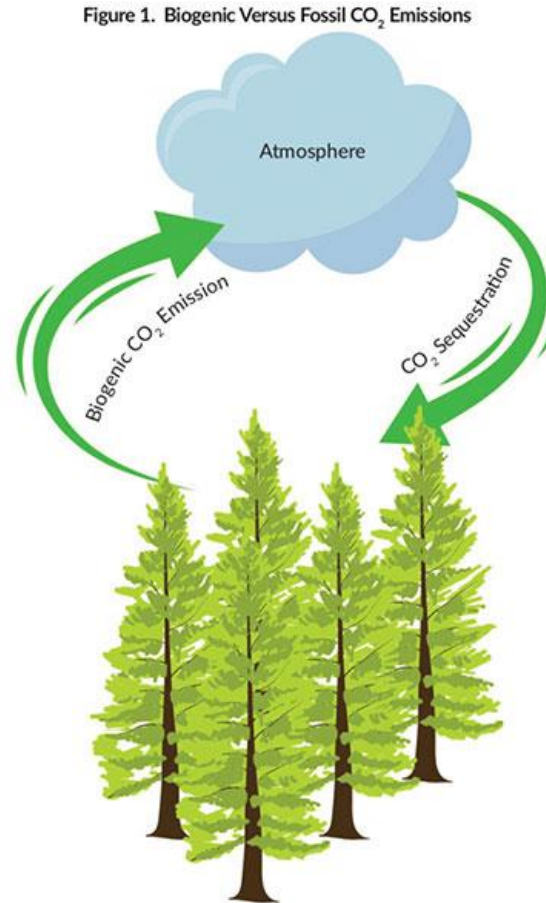 Figure 1. Biogenic Versus Fossil CO₂ Emissions
Atmosphere
Biogenic CO₂ Emission
CO₂ Sequestration